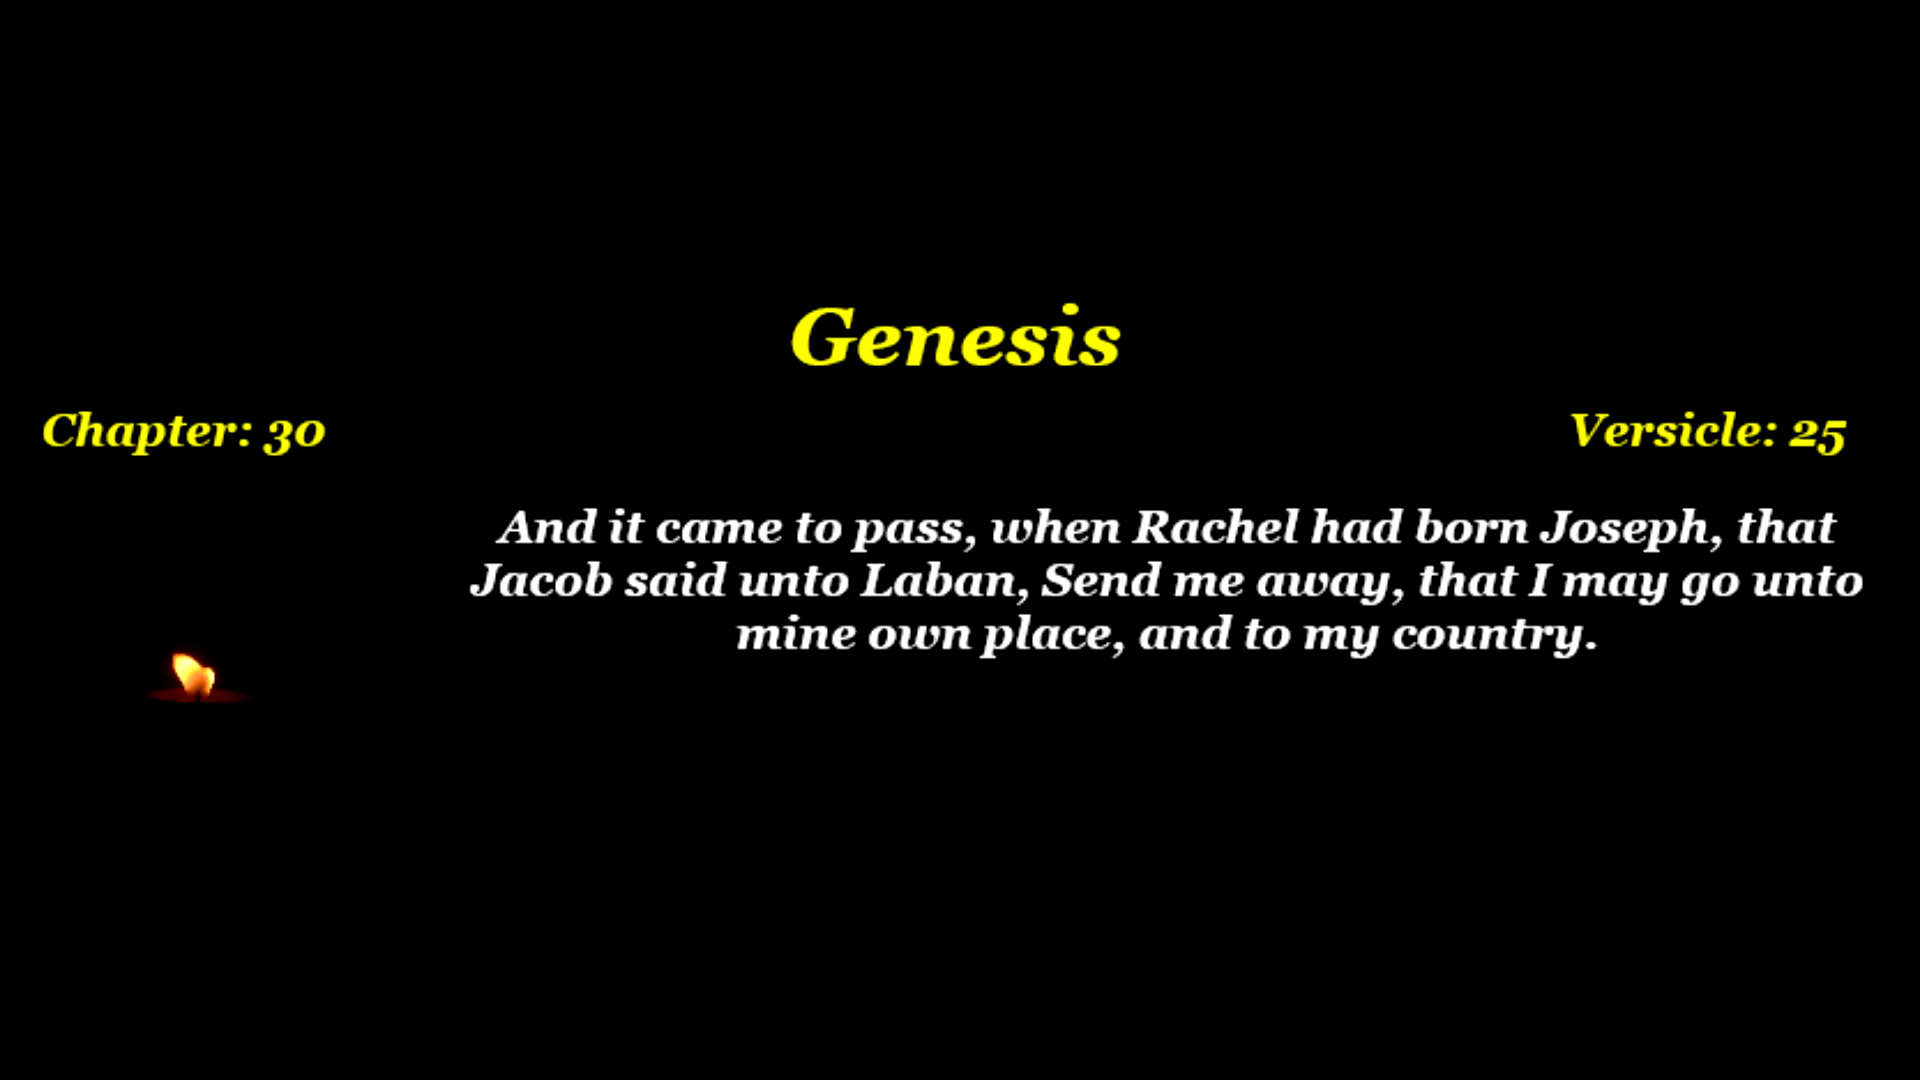 Genesis
Chapter: 30
Versicle: 25
And it came to pass, when Rachel had born Joseph, that
Jacob said unto Laban, Send me away, that I may go unto
mine own place, and to my country.